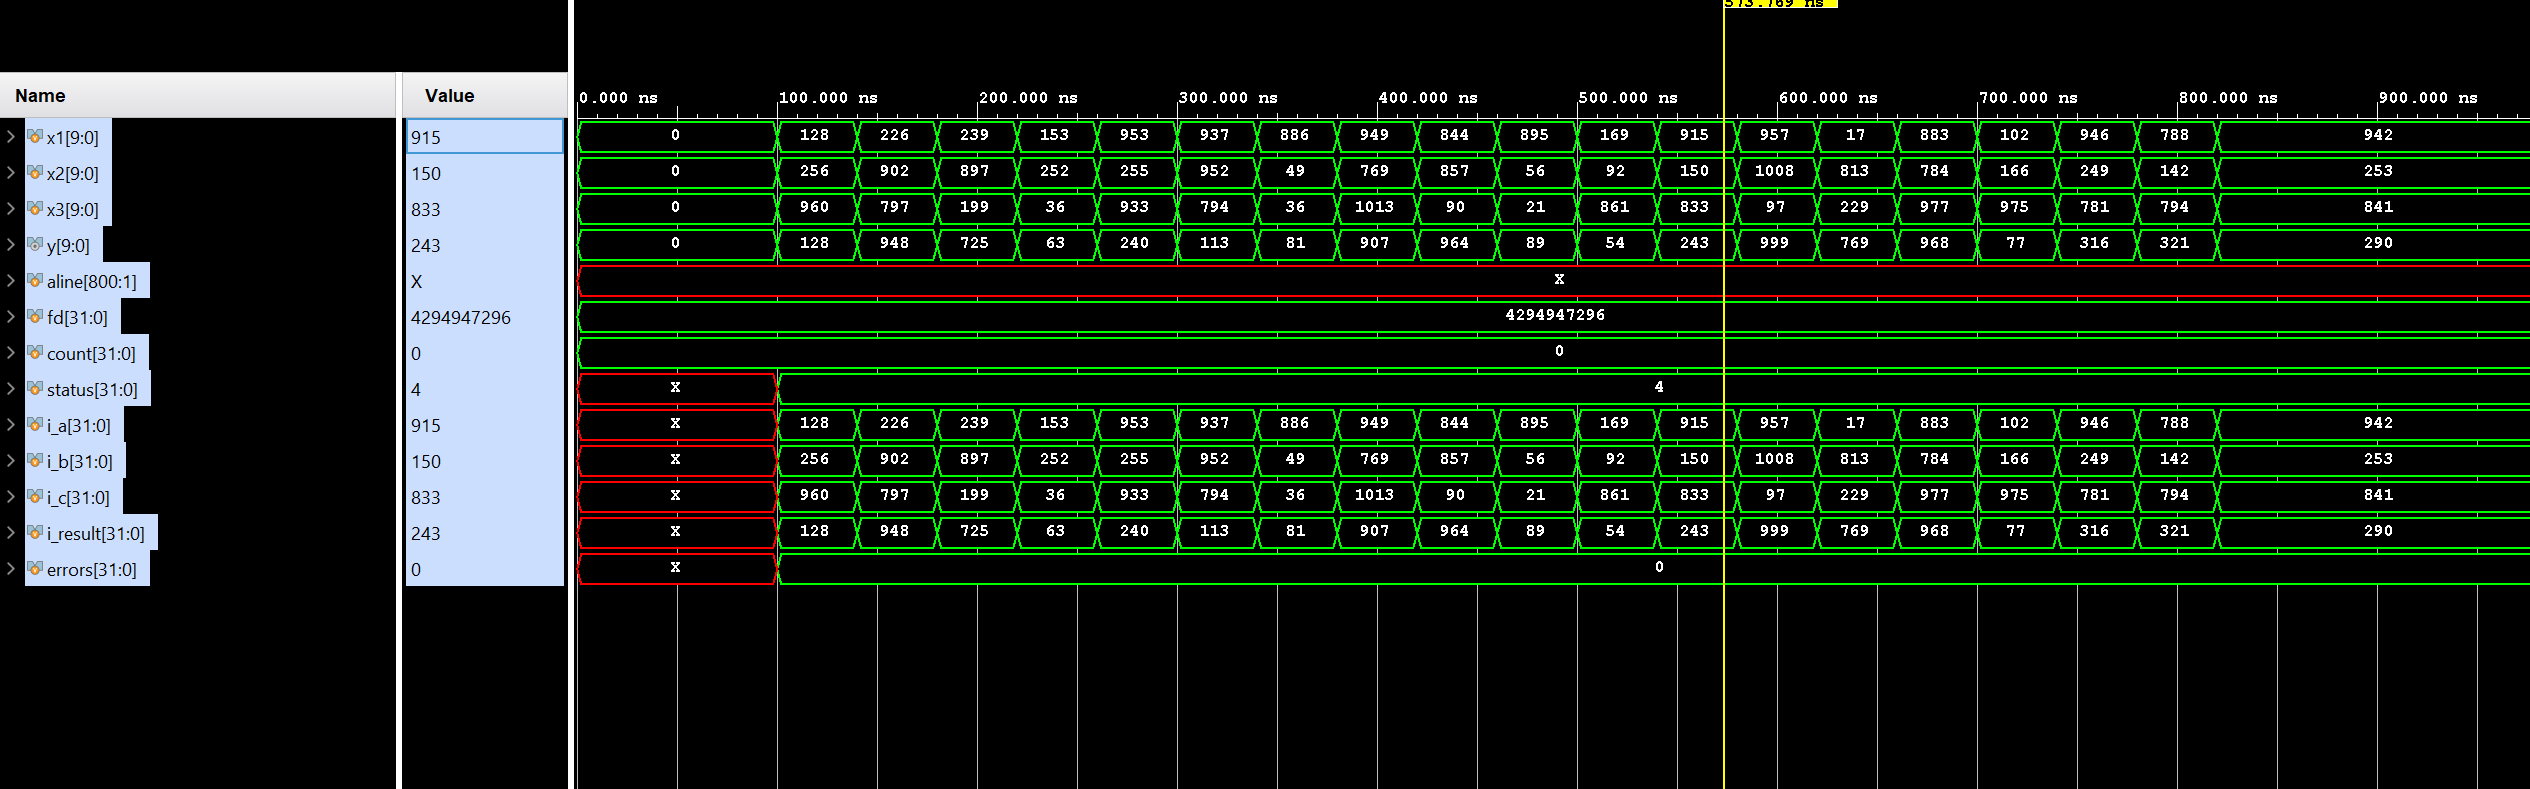 573.769 ns
Name Value 0.000 ns 100.000 ns 200.000 ns 300.000 ns 400.000 ns 500.000 ns 600.000 ns 700.000 ns 800.000 ns 900.000 ns
x1[9:0] 915 0 128 226 239 153 953 937 886 949 844 895 169 915 957 17 883 102 946 788 942
x2[9:0] 150 0 256 902 897 252 255 952 49 769 857 56 92 150 1008 813 784 166 249 142 253
x3[9:0] 833 0 960 797 199 36 933 794 36 1013 90 21 861 833 97 229 977 975 781 794 841
y[9:0] 243 0 128 948 725 63 240 113 81 907 964 89 54 243 999 769 968 77 316 321 290
aline[800:1] X X
fd[31:0] 4294947296 4294947296
count[31:0] 0 0
status[31:0] 4 X 4
i_a[31:0] 915 X 128 226 239 153 953 937 886 949 844 895 169 915 957 17 883 102 946 788 942
i_b[31:0] 150 X 256 902 897 252 255 952 49 769 857 56 92 150 1008 813 784 166 249 142 253
i_c[31:0] 833 X 960 797 199 36 933 794 36 1013 90 21 861 833 97 229 977 975 781 794 841
i_result[31:0] 243 X 128 948 725 63 240 113 81 907 964 89 54 243 999 769 968 77 316 321 290
errors[31:0] 0 X 0